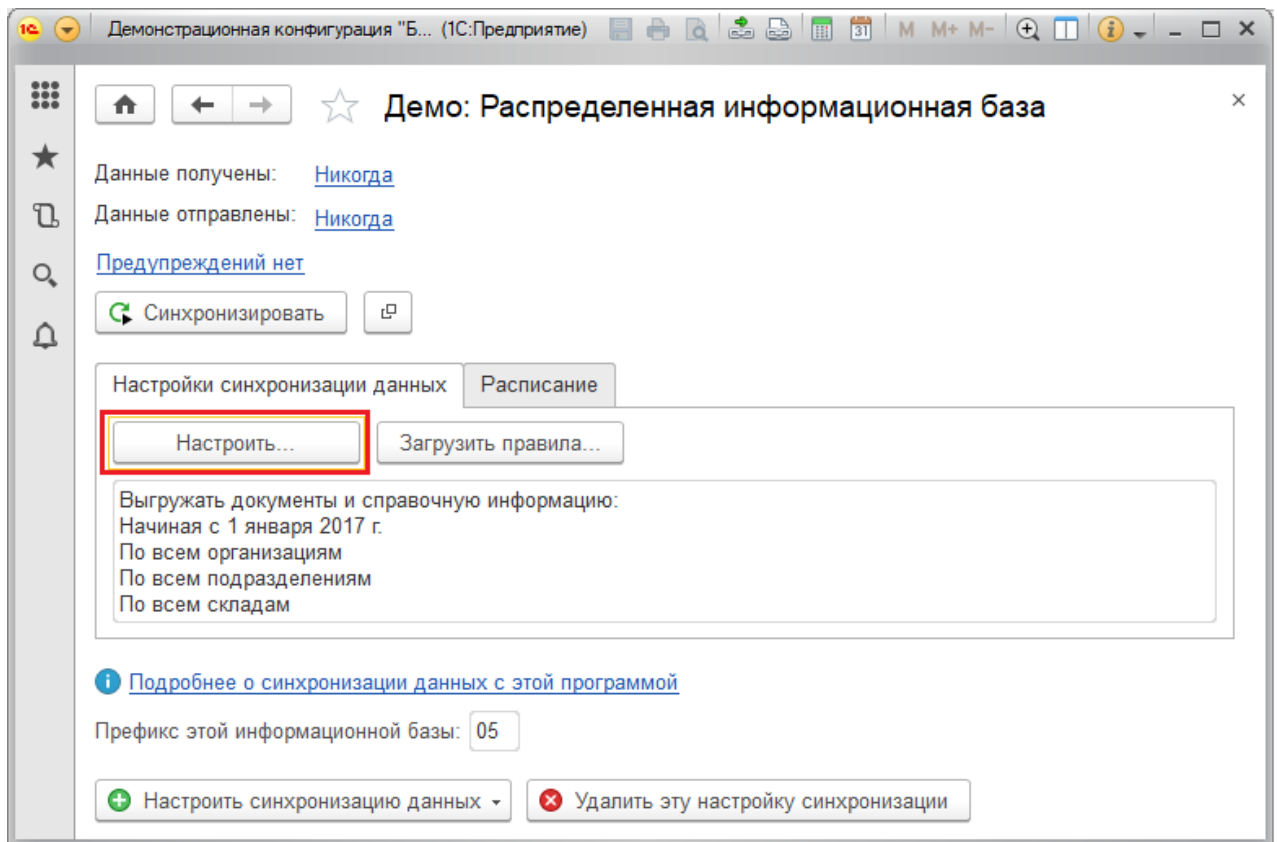 1С Демонстрационная конфигурация "Б... (1С:Предприятие) 31 M M+ M-
Демо: Распределенная информационная база
Данные получены: Никогда
Данные отправлены: Никогда
Предупреждений нет
Синхронизировать
Настройки синхронизации данных Расписание
Настроить... Загрузить правила...
Выгружать документы и справочную информацию:
Начиная с 1 января 2017 г.
По всем организациям
По всем подразделениям
По всем складам
Подробнее о синхронизации данных с этой программой
Префикс этой информационной базы: 05
Настроить синхронизацию данных Удалить эту настройку синхронизации